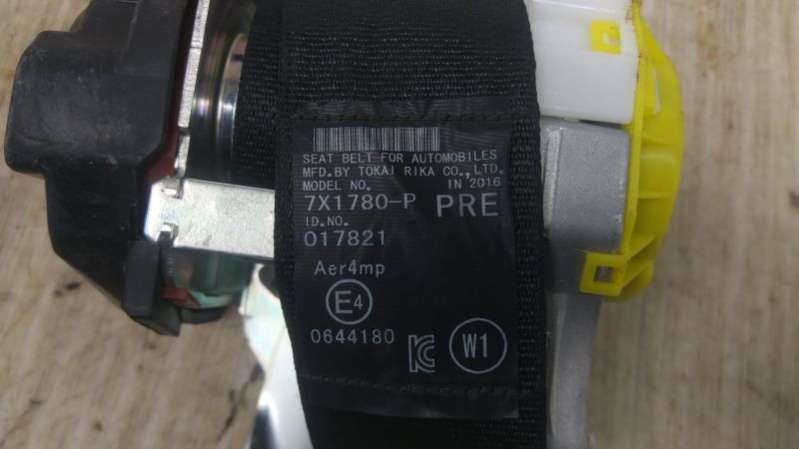 SEAT BELT FOR AUTOMOBILES
MFD.BY TOKAI RIKA CO.,LTD.
MODEL NO. IN 2016
7X1780-P PRE
ID.NO.
017821
Aer4mp
E4
0644180
KC W1